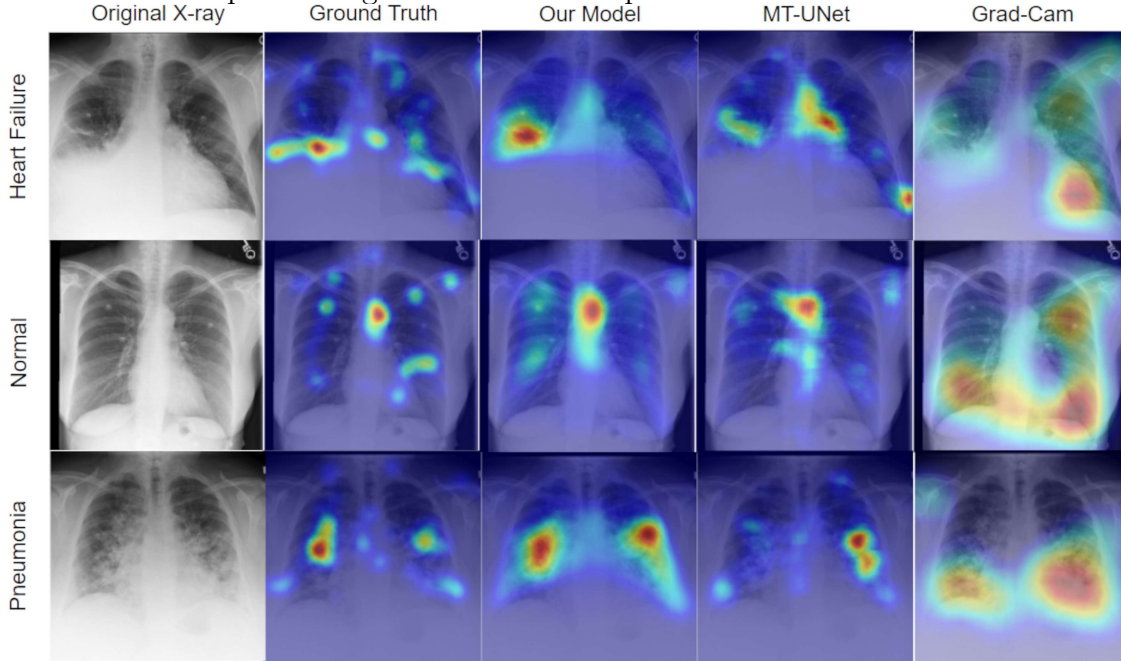 Original X-ray Ground Truth Our Model MT-UNet Grad-Cam
Heart Failure
Normal
Pneumonia